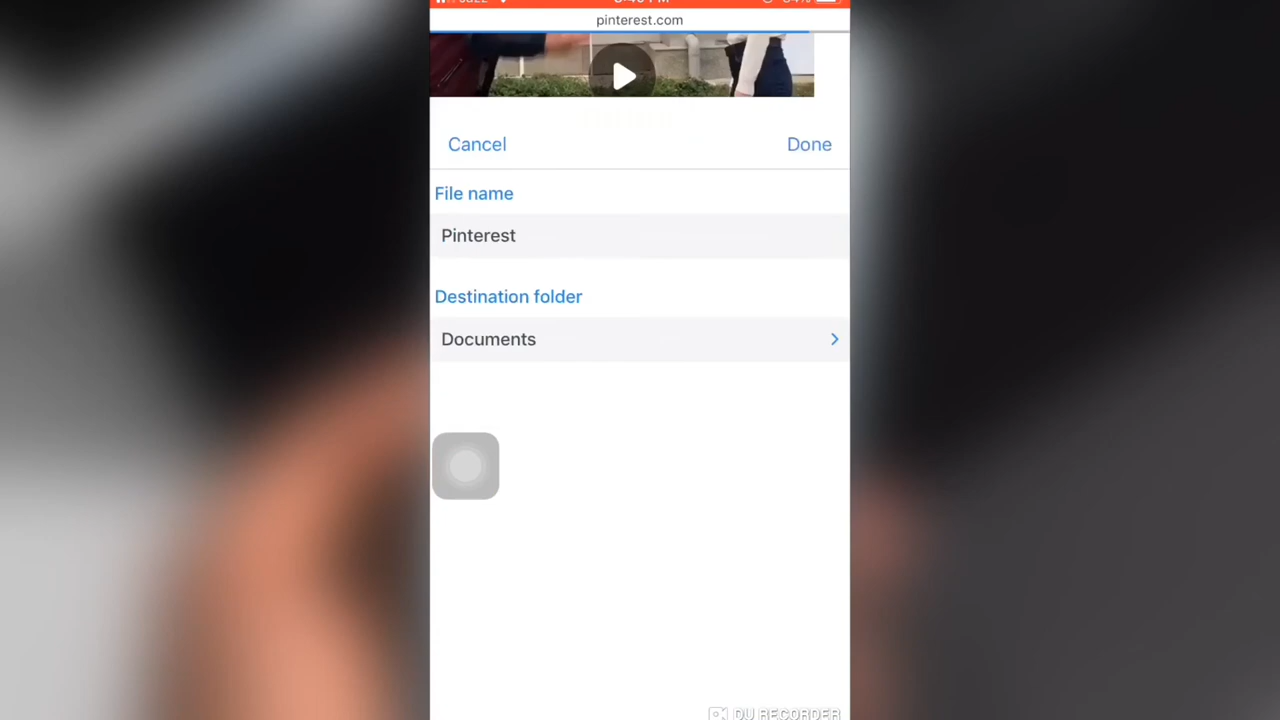 pinterest.com
Cancel
Done
File name
Pinterest
Destination folder
Documents
DU RECORDER